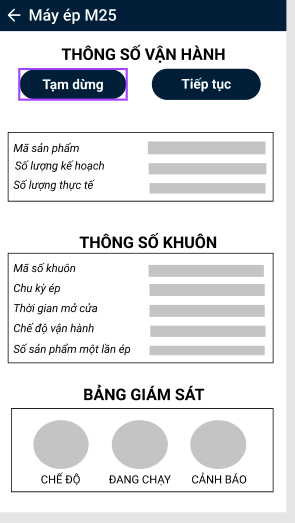 Máy ép M25
THÔNG SỐ VẬN HÀNH
Tạm dừng Tiếp tục
Mã sản phẩm
Số lượng kế hoạch
Số lượng thực tế
THÔNG SỐ KHUÔN
Mã số khuôn
Chu kỳ ép
Thời gian mở cửa
Chế độ vận hành
Số sản phẩm một lần ép
BẢNG GIÁM SÁT
CHẾ ĐỘ ĐANG CHẠY CẢNH BÁO